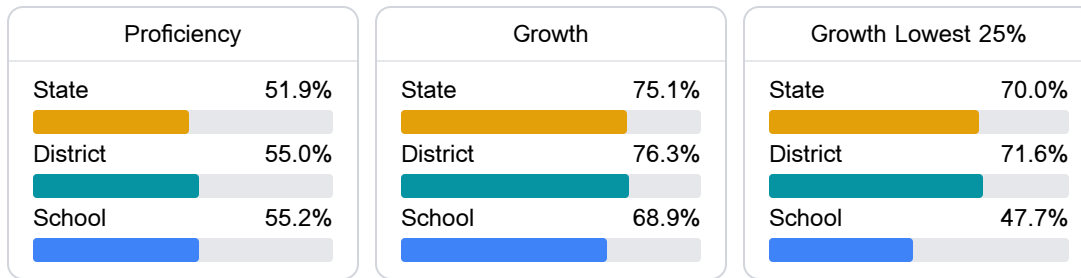 Proficiency
State 51.9%
District 55.0%
School 55.2%
Growth
State 75.1%
District 76.3%
School 68.9%
Growth Lowest 25%
State 70.0%
District 71.6%
School 47.7%